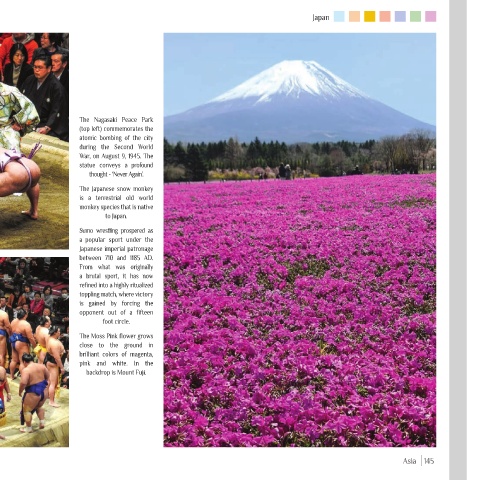 Japan
The Nagasaki Peace Park
(top left) commemorates the
atomic bombing of the city
during the Second World
War, on August 9, 1945. The
statue conveys a profound
thought - 'Never Again'.
The Japanese snow monkey
is a terrestrial old world
monkey species that is native
to Japan.
Sumo wrestling prospered as
a popular sport under the
Japanese imperial patronage
between 710 and 1185 AD.
From what was originally
a brutal sport, it has now
refined into a highly ritualized
toppling match, where victory
is gained by forcing the
opponent out of a fifteen
foot circle.
The Moss Pink flower grows
close to the ground in
brilliant colors of magenta,
pink and white. In the
backdrop is Mount Fuji.
Asia | 145